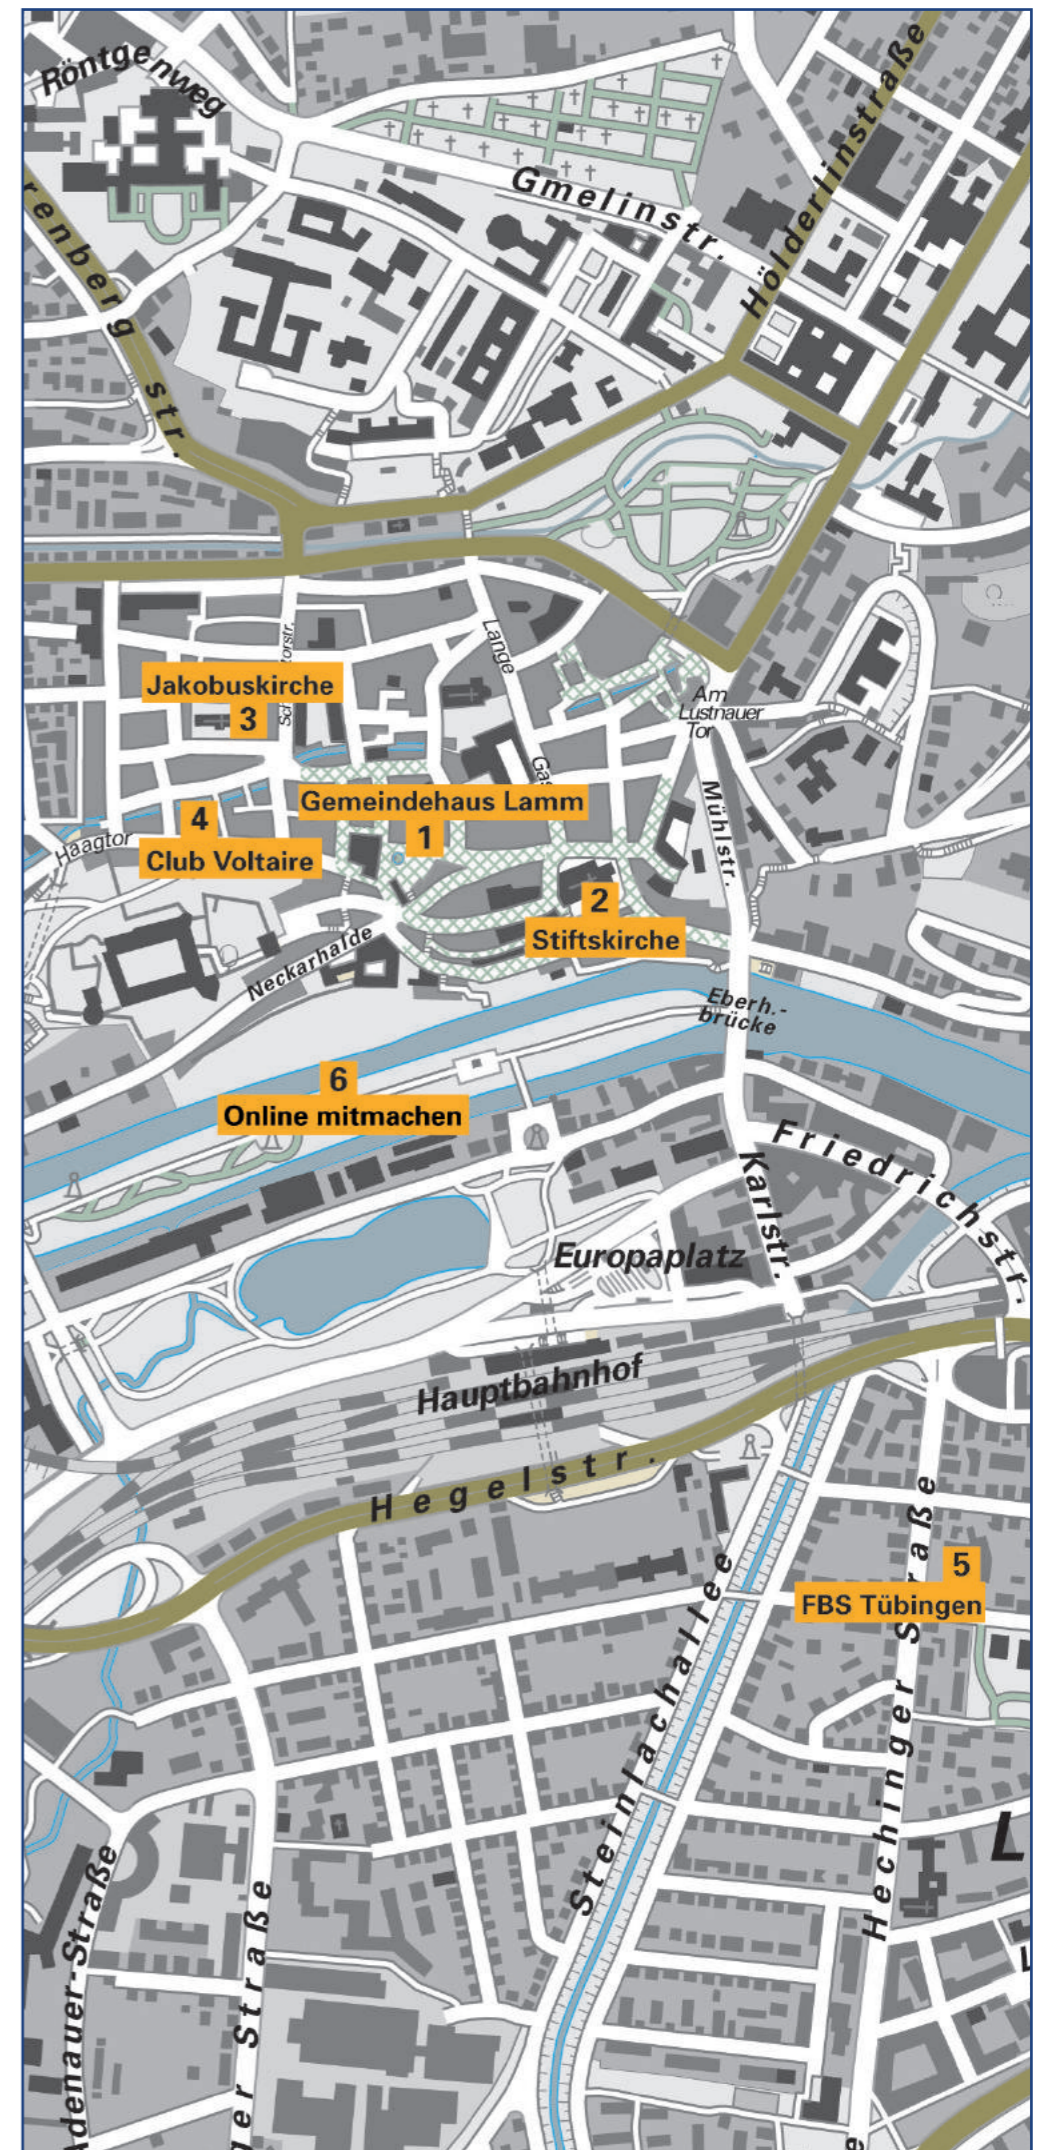 Röntgenweg
Hölderlinstraße
Gmelinstr.
renberg str.
Lange
Jakobuskirche
3
Am
Lustnauer
Tor
Mühlstr.
Gemeindehaus Lamm
1
4
Club Voltaire
Haagtor
2
Stiftskirche
Neckarhalde
Eberh.-
brücke
6
Online mitmachen
Friedrichstr.
Karlstr.
Europaplatz
Hauptbahnhof
Hegelstr.
5
FBS Tübingen
Steinlachallee
Hechinger Straße
L
Adenauer-Straße
ger Straße